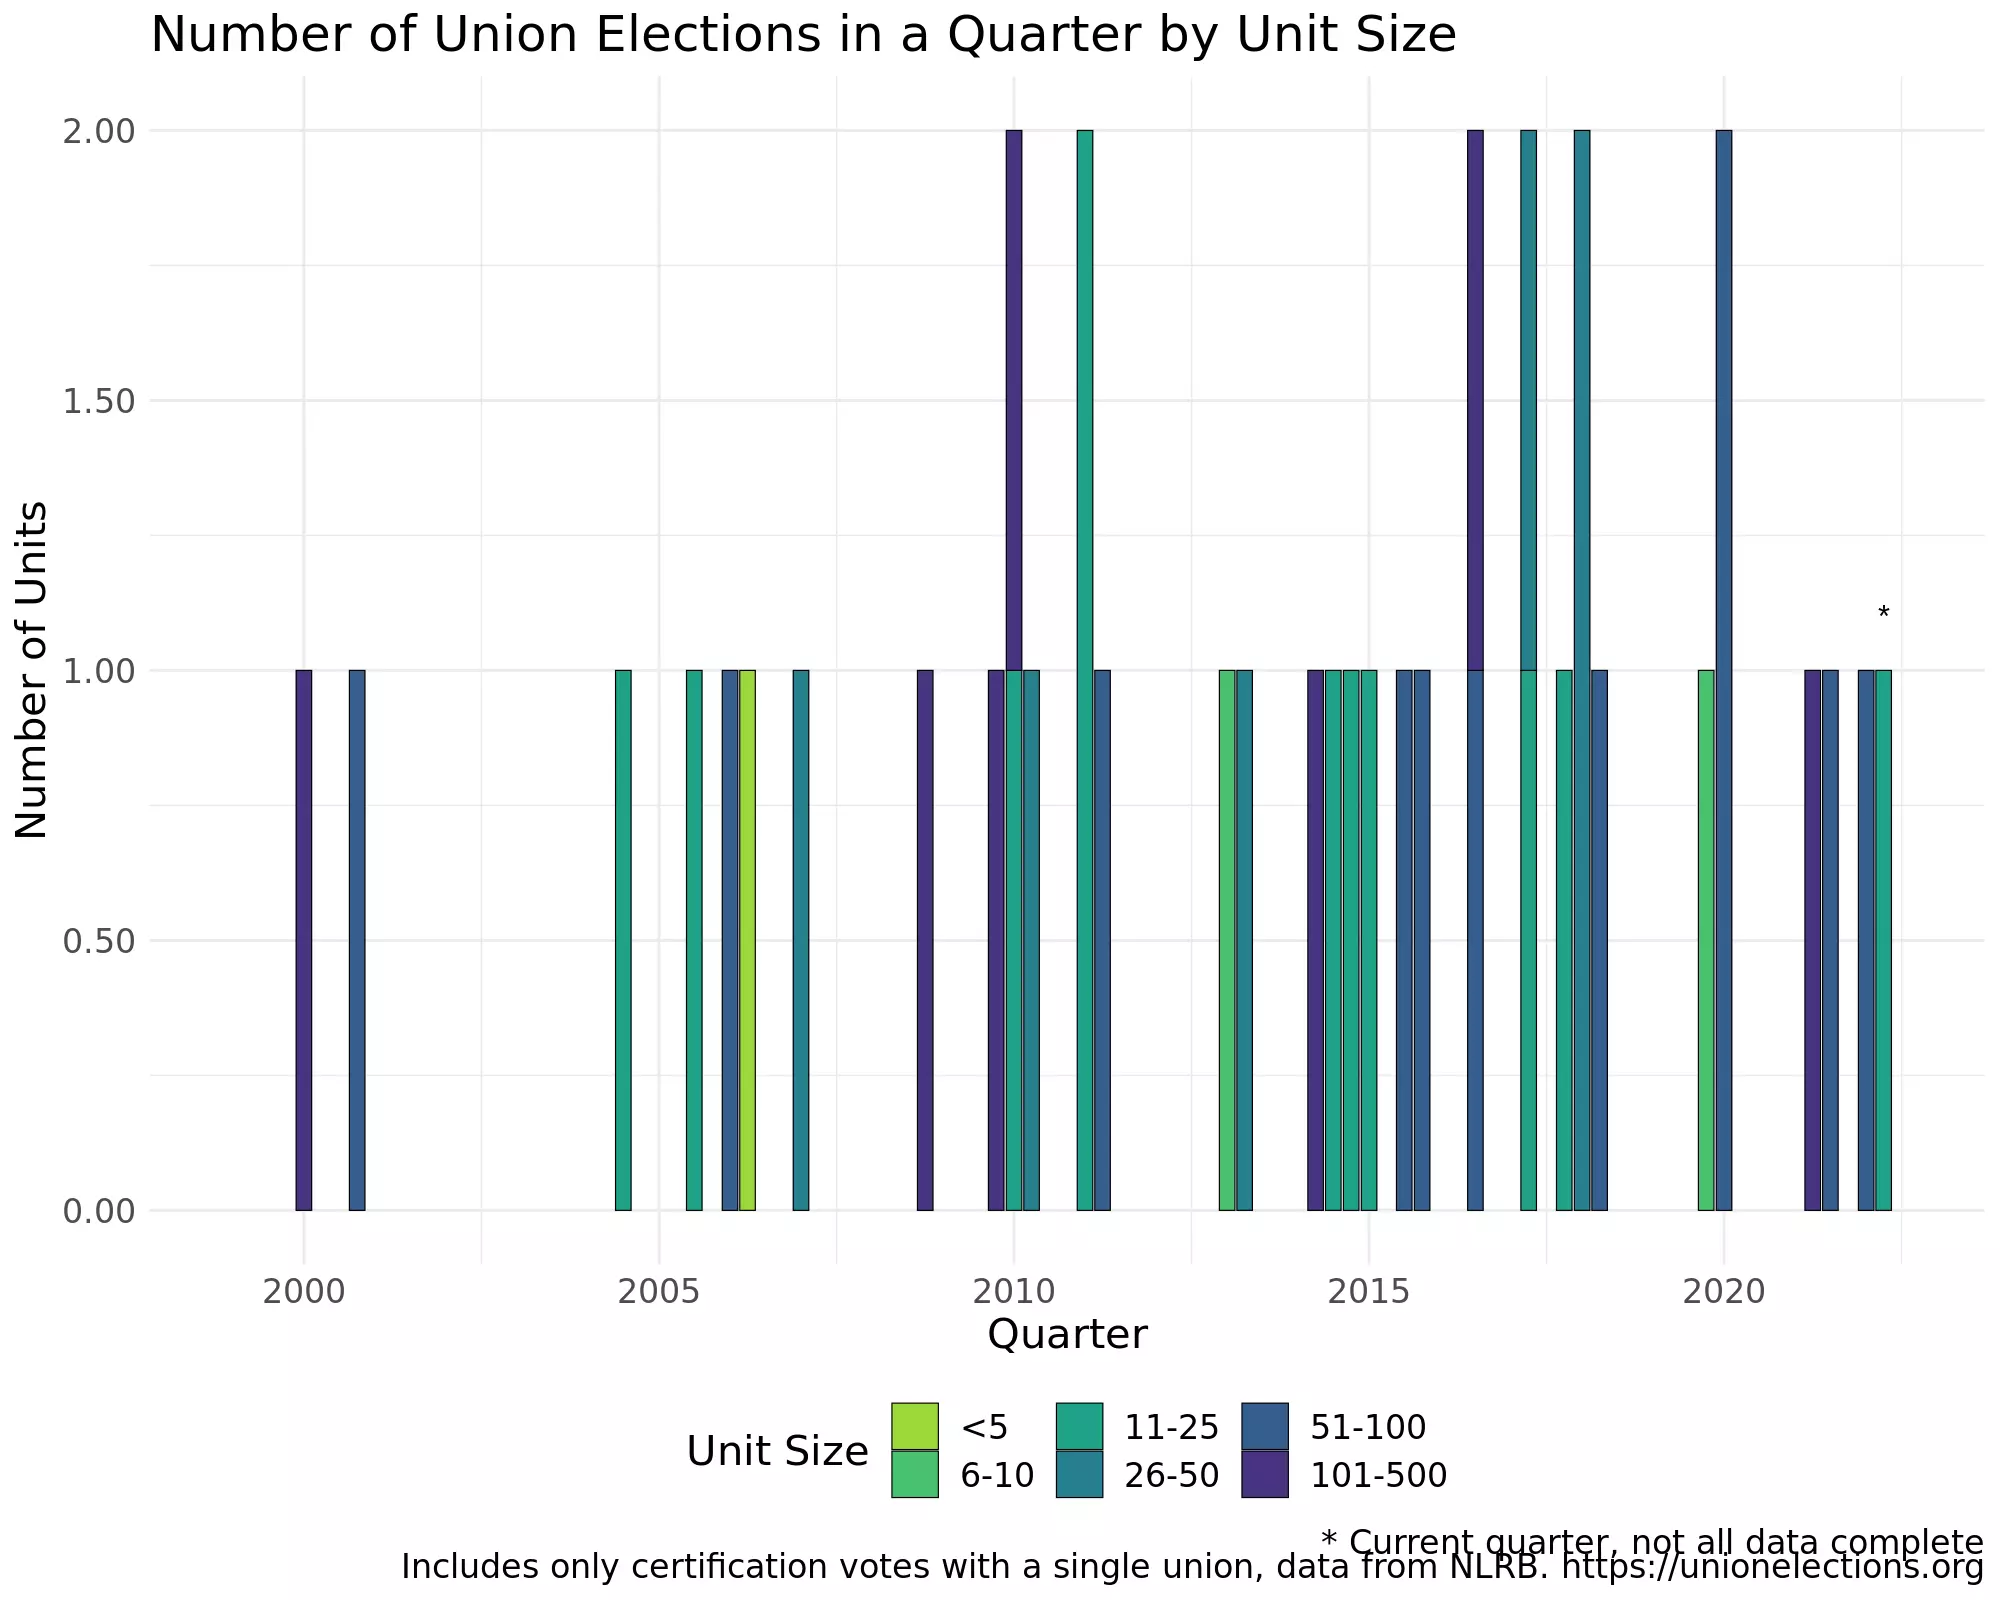 Number of Union Elections in a Quarter by Unit Size
2.00
1.50
1.00
0.50
0.00
Number of Units
*
2000 2005 2010 2015 2020
Quarter
Unit Size
<5 11-25 51-100
6-10 26-50 101-500
* Current quarter, not all data complete
Includes only certification votes with a single union, data from NLRB. https://unionelections.org